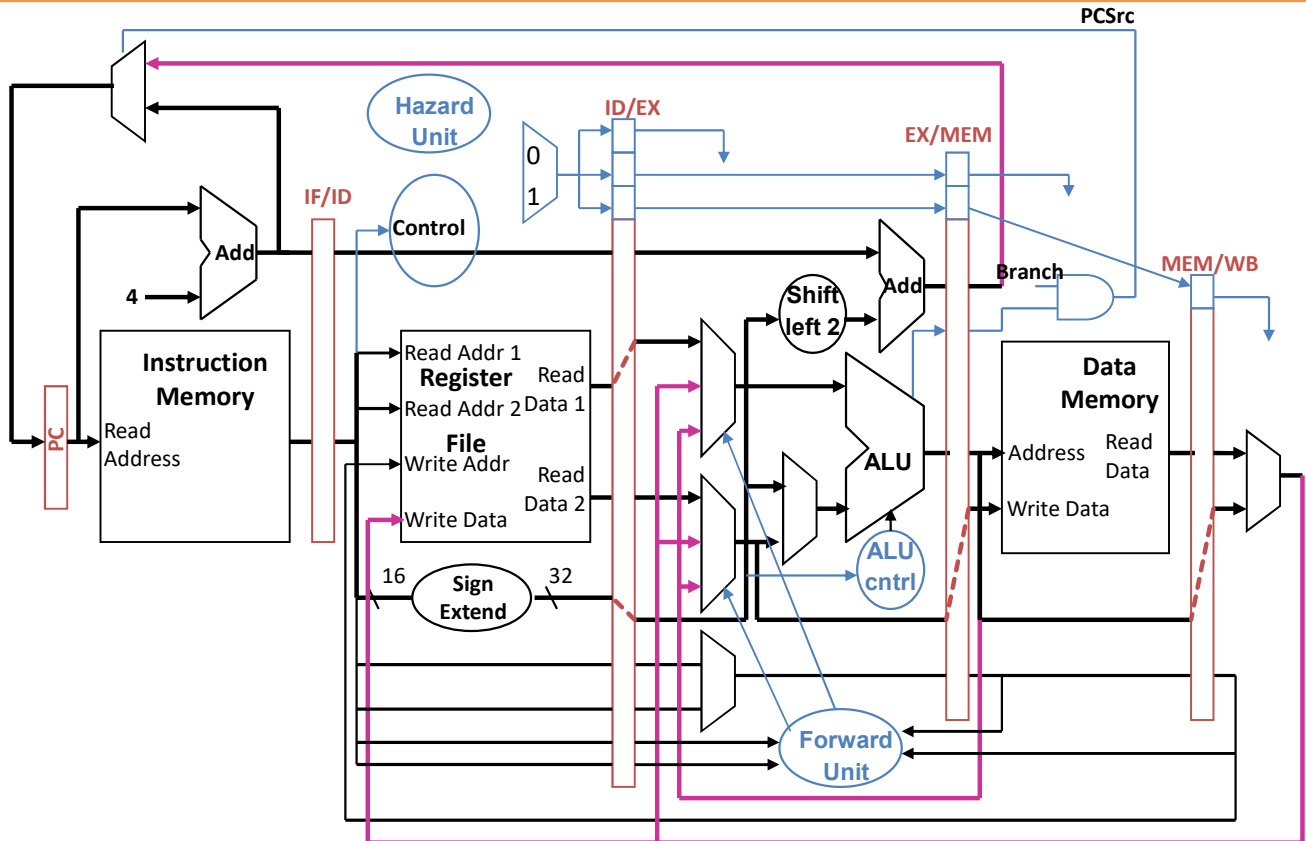 PCSrc
Hazard
Unit
ID/EX
EX/MEM
0
1
IF/ID
Control
Add
4
Shift
left 2
Add
Branch
MEM/WB
Instruction
Memory
Read
Address
PC
Read Addr 1
Register
Read
Data 1
Read Addr 2
File
Write Addr
Read
Data 2
Write Data
16
Sign
Extend
32
ALU
ALU
cntrl
Data
Memory
Address
Read
Data
Write Data
Forward
Unit